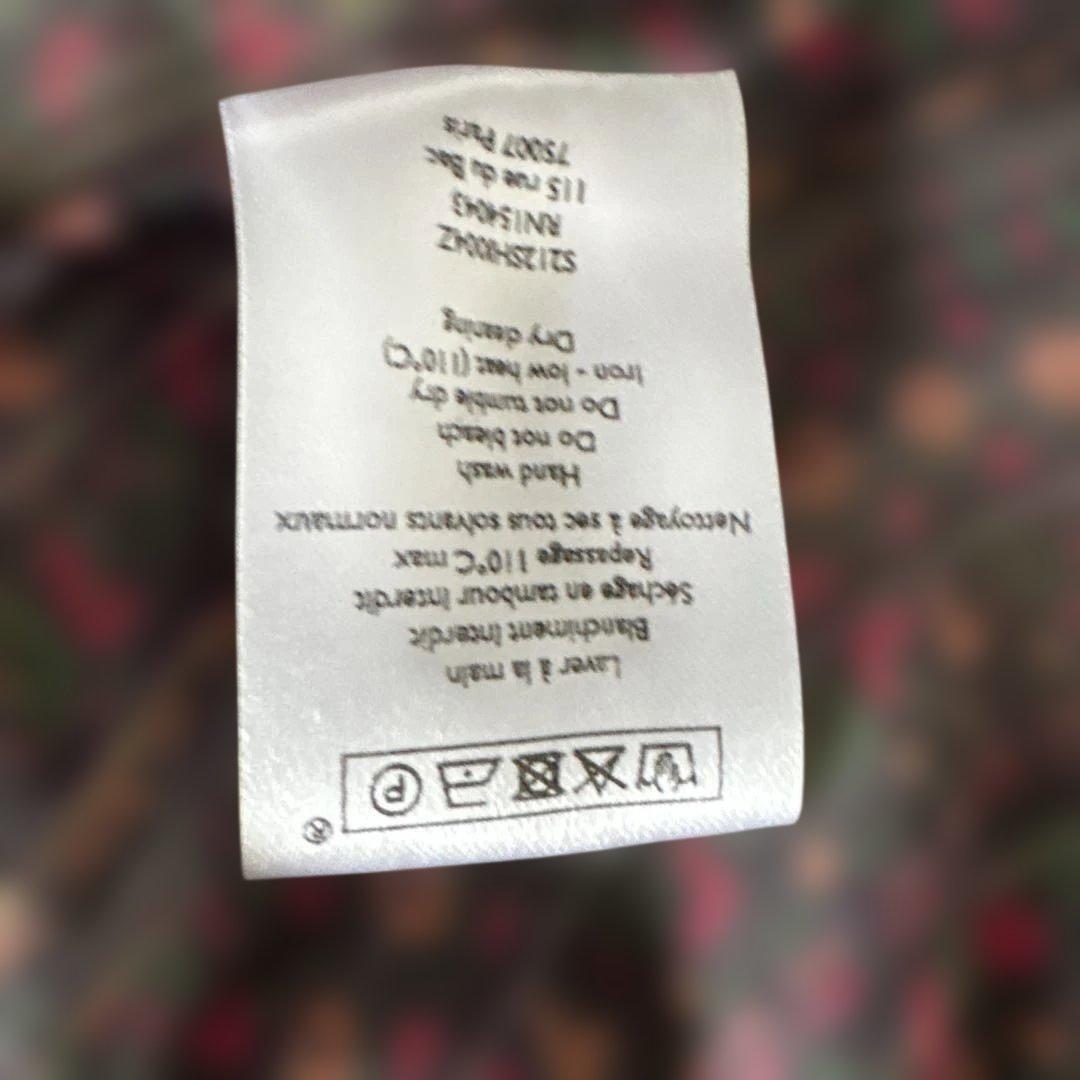 ®
Laver à la main
Blanchiment interdit
Séchage en tambour interdit
Repassage 110°C max
Nettoyage à sec tous solvants normaux
Hand wash
Do not bleach
Do not tumble dry
Iron - low heat (110°C)
Dry cleaning
RN154043
115 rue du Bac
75007 Paris